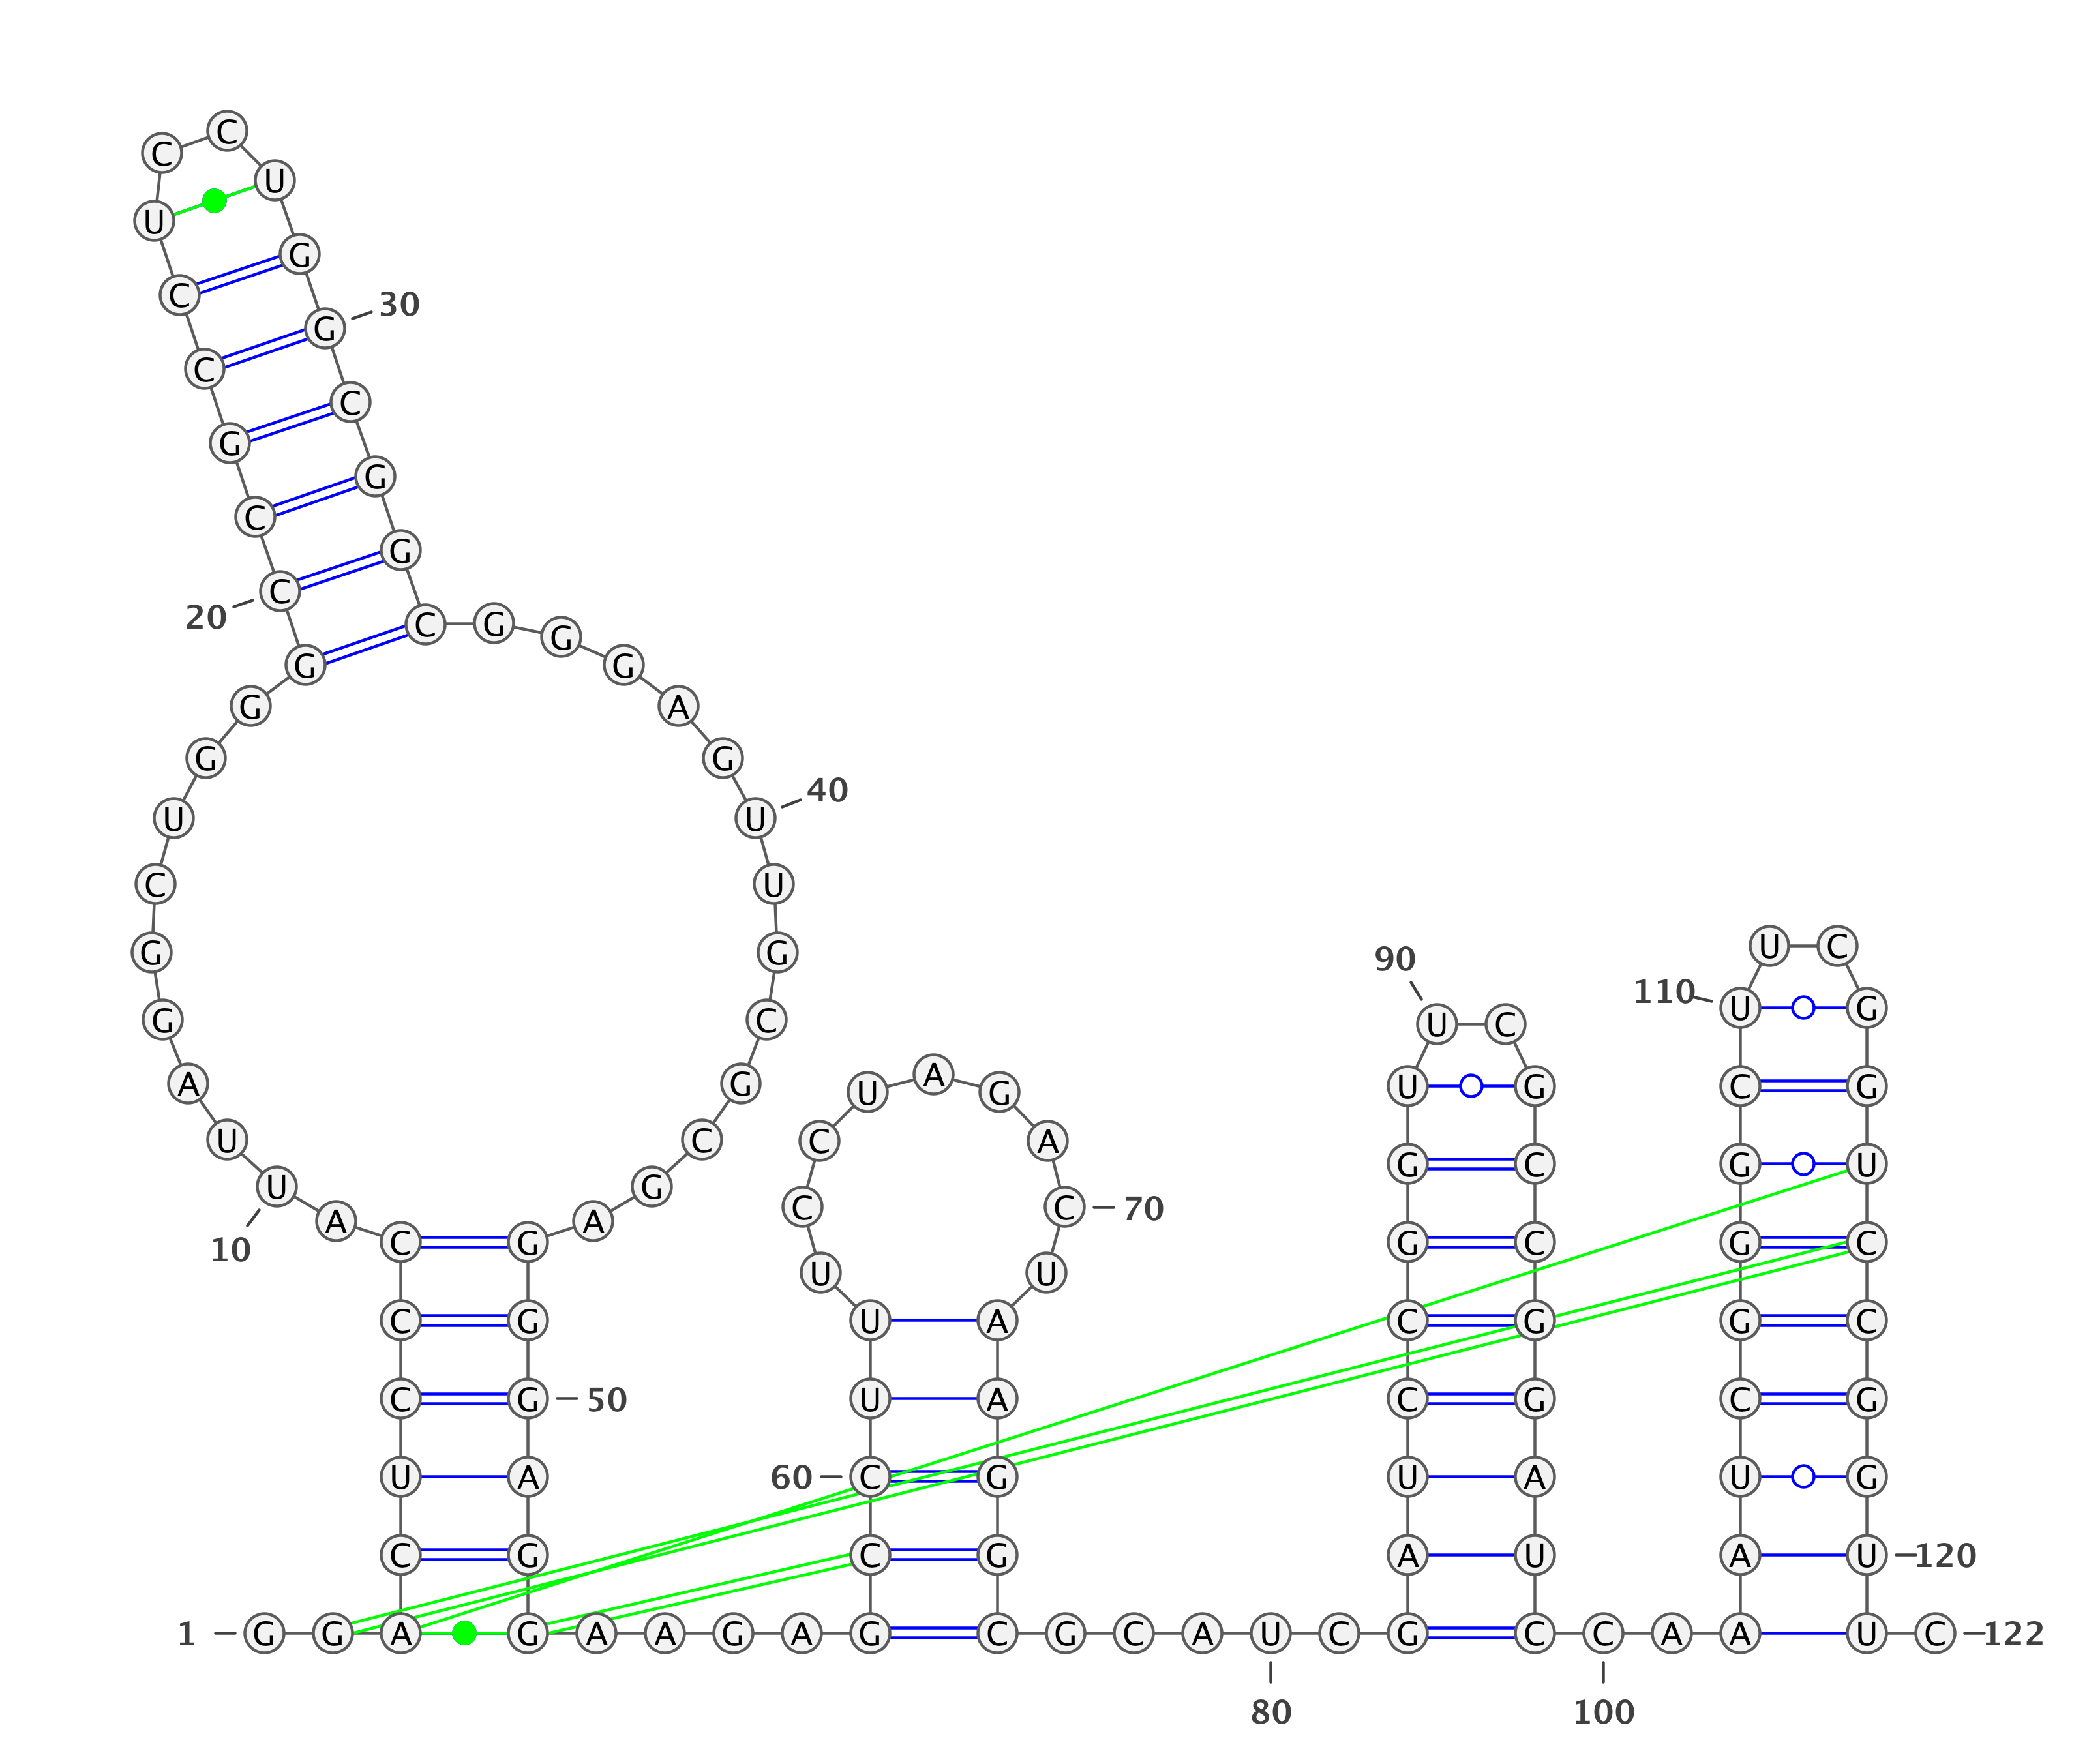 C C
U
U
G
C
G 30
C
C
G
G
C
G
20 C
C G G
G G
G A
G G
U U 40
C U
G G U C
90
110 U G
G C U C
A G U A G U G C G
U C C A
G C G U
U G C C 70
A A
C G G C G C
10
U U
C G U A C G G C
C G 50 U A C G C G
U A 60 C G U A U G
C G C G A U A U 120
1 G G A G A A G A G C G C A U C G C C A A U C 122
80 100